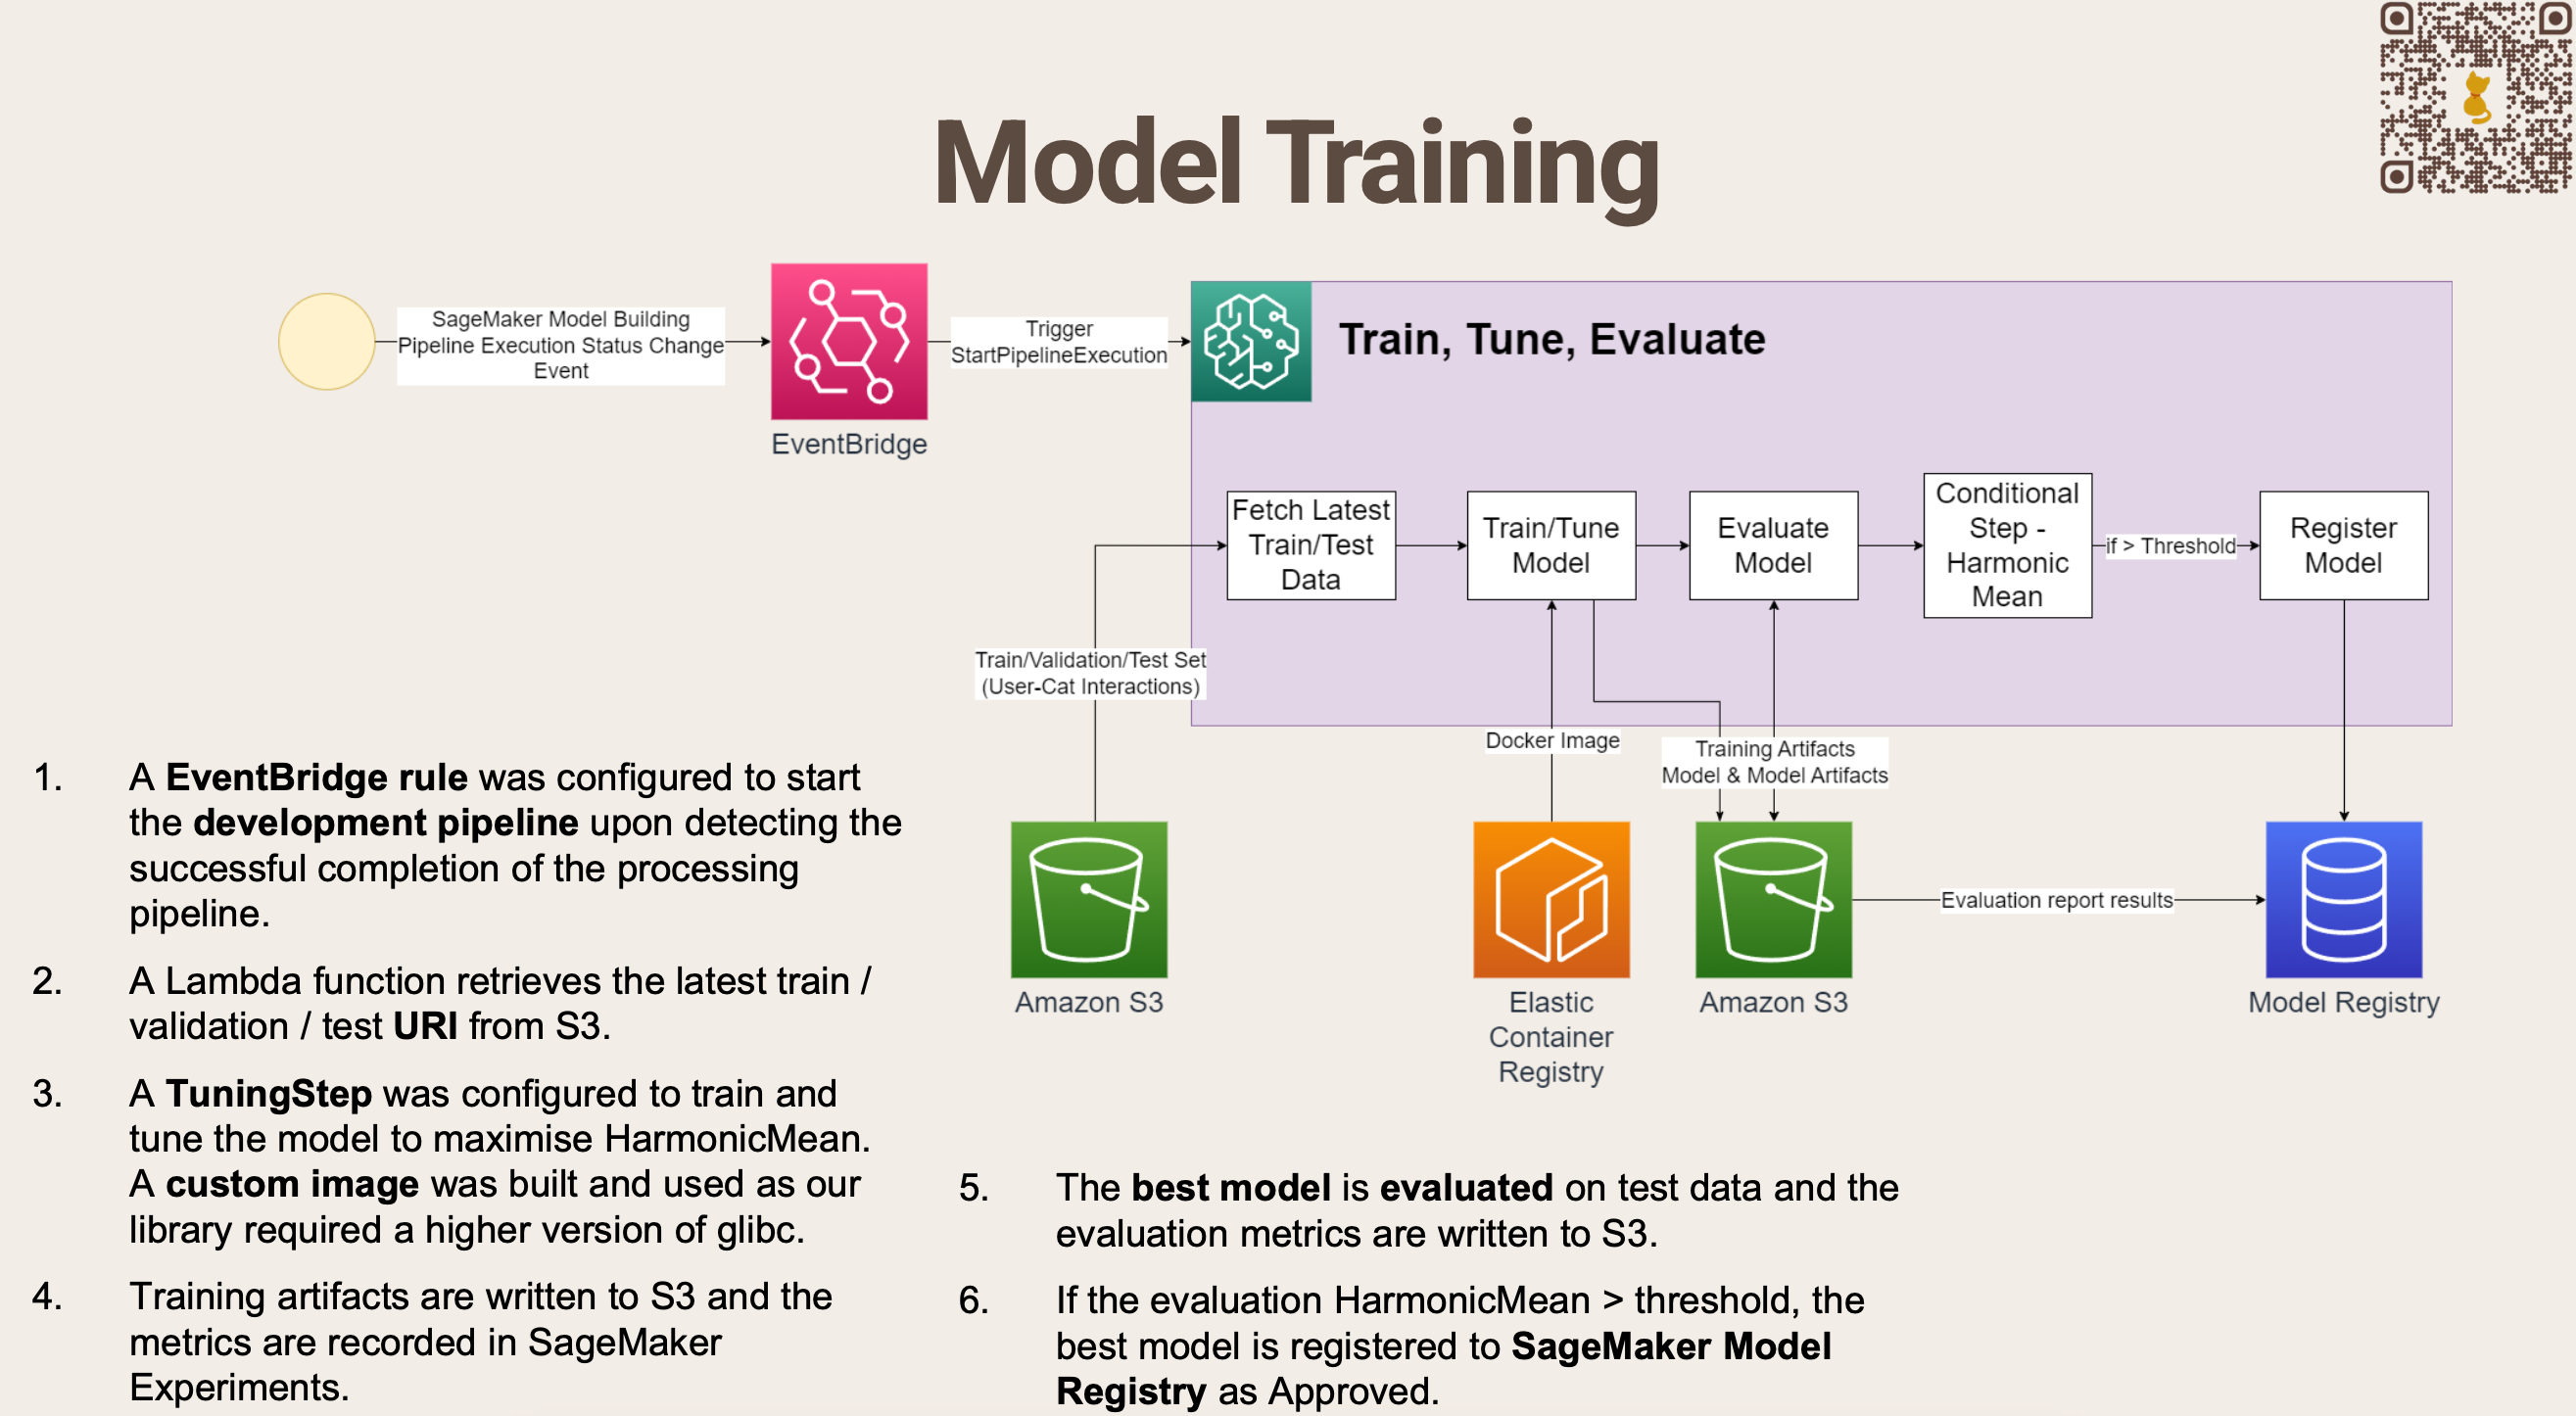 Model Training
SageMaker Model Building
Pipeline Execution Status Change
Event
EventBridge
Trigger
StartPipelineExecution
Train, Tune, Evaluate
Fetch Latest
Train/Test
Data
Train/Tune
Model
Evaluate
Model
Conditional
Step -
Harmonic
Mean
if > Threshold
Register
Model
Train/Validation/Test Set
(User-Cat Interactions)
Docker Image
Training Artifacts
Model & Model Artifacts
Amazon S3
Elastic
Container
Registry
Amazon S3
Evaluation report results
Model Registry
1. A EventBridge rule was configured to start
the development pipeline upon detecting the
successful completion of the processing
pipeline.
2. A Lambda function retrieves the latest train /
validation / test URI from S3.
3. A TuningStep was configured to train and
tune the model to maximise HarmonicMean.
A custom image was built and used as our
library required a higher version of glibc.
4. Training artifacts are written to S3 and the
metrics are recorded in SageMaker
Experiments.
5. The best model is evaluated on test data and the
evaluation metrics are written to S3.
6. If the evaluation HarmonicMean > threshold, the
best model is registered to SageMaker Model
Registry as Approved.